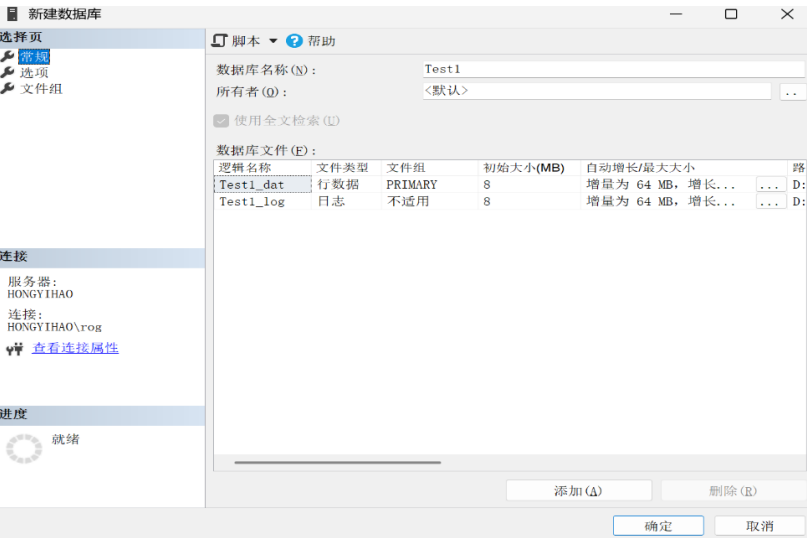 新建数据库
选择页
常规
选项
文件组
脚本 帮助
数据库名称(N):
Test1
所有者(O):
<默认>
..
使用全文检索(U)
数据库文件(F):
逻辑名称 文件类型 文件组 初始大小(MB) 自动增长/最大大小 路
Test1_dat 行数据 PRIMARY 8 增量为 64 MB，增长... ... D:
Test1_log 日志 不适用 8 增量为 64 MB，增长... ... D:
连接
服务器:
HONGYIHAO
连接:
HONGYIHAO\rog
查看连接属性
进度
就绪
添加(A) 删除(R)
确定 取消